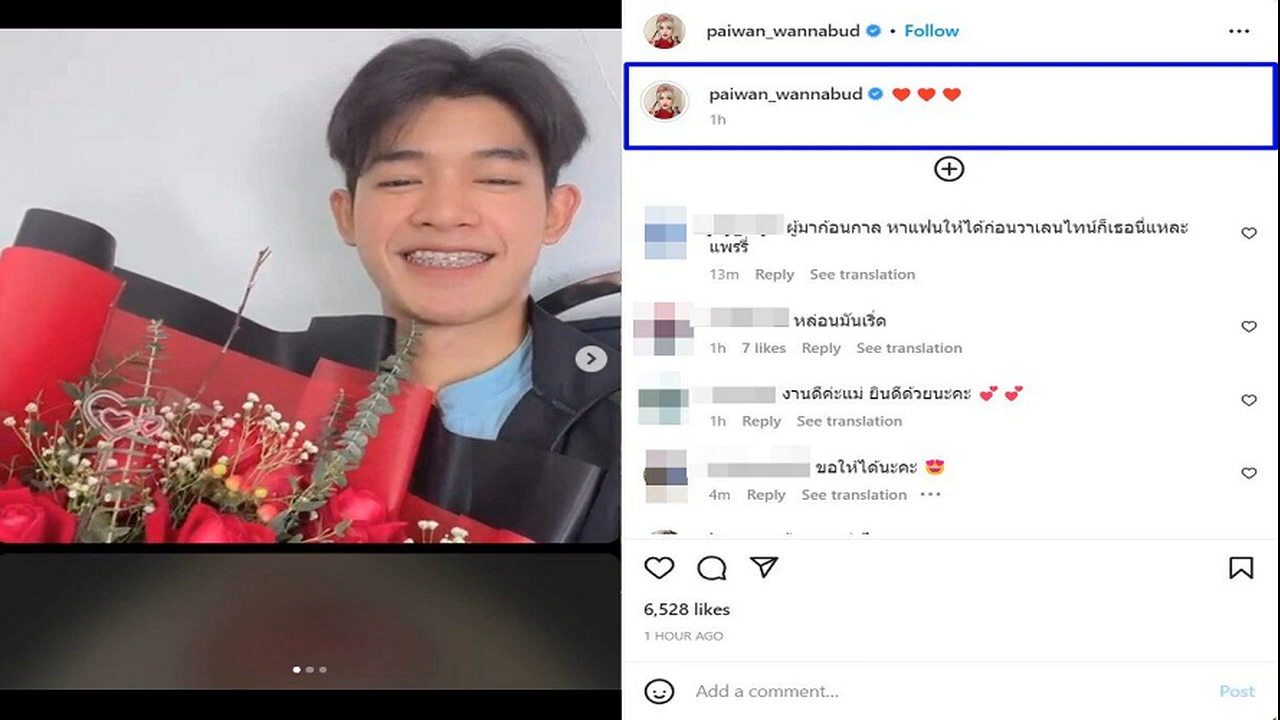 paiwan_wannabud • Follow
paiwan_wannabud ❤️ ❤️ ❤️
1h
ผู้มาก้อนกาล หาแฟนให้ได้ก่อนวาเลนไทน์ก็เธอนี่แหละ
แพรรี่
13m Reply See translation
หล่อนมันเริ่ด
1h 7 likes Reply See translation
งานดีค่ะแม่ ยินดีด้วยนะคะ 💕 💕
1h Reply See translation
ขอให้ได้นะคะ 😍
4m Reply See translation •••
6,528 likes
1 HOUR AGO
Add a comment... Post